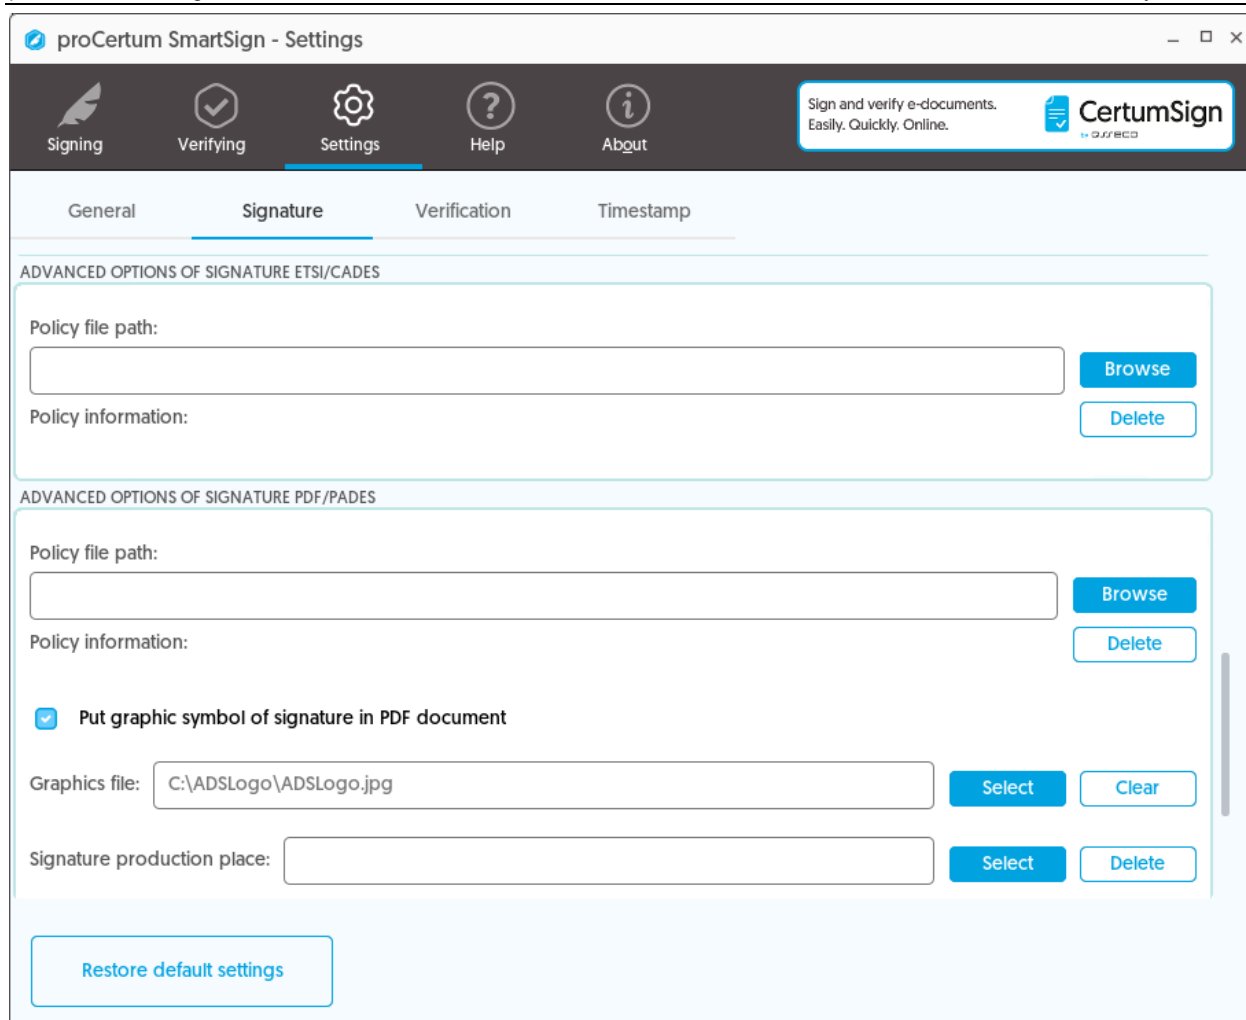 proCertum SmartSign - Settings
Signing
Verifying
Settings
Help
About
Sign and verify e-documents.
Easily. Quickly. Online.
CertumSign
by asseco
General
Signature
Verification
Timestamp
ADVANCED OPTIONS OF SIGNATURE ETSI/CADES
Policy file path:
Browse
Policy information:
Delete
ADVANCED OPTIONS OF SIGNATURE PDF/PADES
Policy file path:
Browse
Policy information:
Delete
Put graphic symbol of signature in PDF document
Graphics file: C:\ADSLogo\ADSLogo.jpg Select Clear
Signature production place: Select Delete
Restore default settings